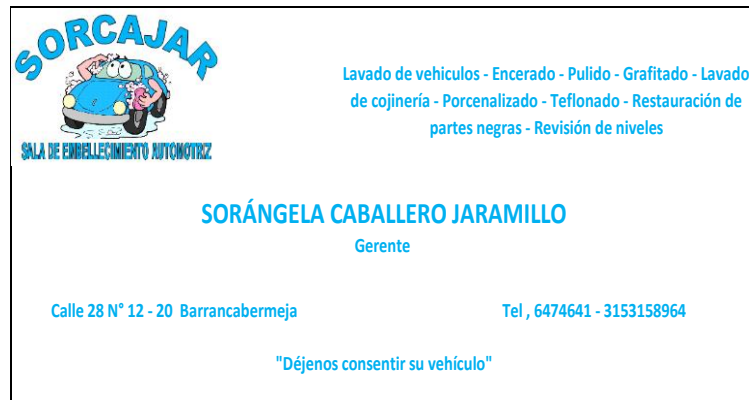 SORCAJAR
SALA DE EMBELLECIMIENTO AUTOMOTRIZ
Lavado de vehiculos - Encerado - Pulido - Grafitado - Lavado
de cojinería - Porcenalizado - Teflonado - Restauración de
partes negras - Revisión de niveles
SORÁNGELA CABALLERO JARAMILLO
Gerente
Calle 28 N° 12 - 20 Barrancabermeja
Tel , 6474641 - 3153158964
"Déjenos consentir su vehículo"